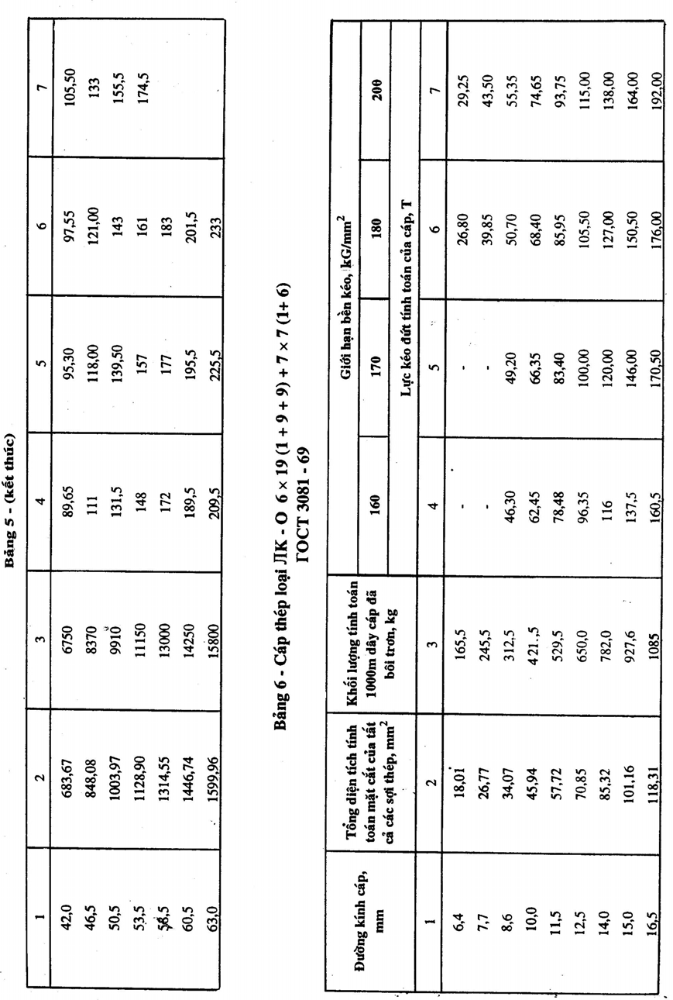 Bảng 5 - (kết thúc)
1 2 3 4 5 6 7
42,0 683,67 6750 89,65 95,30 97,55 105,50
46,5 848,08 8370 111 118,00 121,00 133
50,5 1003,97 9910 131,5 139,50 143 155,5
53,5 1128,90 11150 148 157 161 174,5
58,5 1314,55 13000 172 177 183
60,5 1446,74 14250 189,5 195,5 201,5
63,0 1599,96 15800 209,5 225,5 233
Bảng 6 - Cáp thép loại ЛК - O 6 × 19 (1 + 9 + 9) + 7 × 7 (1+ 6)
ГОСТ 3081 - 69
Đường kính cáp,
mm
Tổng diện tích tính
toán mặt cắt của tất
cả các sợi thép, mm²
Khối lượng tính toán
1000m dây cáp đã
bôi trơn, kg
Giới hạn bền kéo, kG/mm²
160 170 180 200
Lực kéo đứt tính toán của cáp, T
1 2 3 4 5 6 7
6,4 18,01 165,5 - - 26,80 29,25
7,7 26,77 245,5 - - 39,85 43,50
8,6 34,07 312,5 46,30 49,20 50,70 55,35
10,0 45,94 421.,5 62,45 66,35 68,40 74,65
11,5 57,72 529,5 78,48 83,40 85,95 93,75
12,5 70,85 650,0 96,35 100,00 105,50 115,00
14,0 85,32 782,0 116 120,00 127,00 138,00
15,0 101,16 927,6 137,5 146,00 150,50 164,00
16,5 118,31 1085 160,5 170,50 176,00 192,00